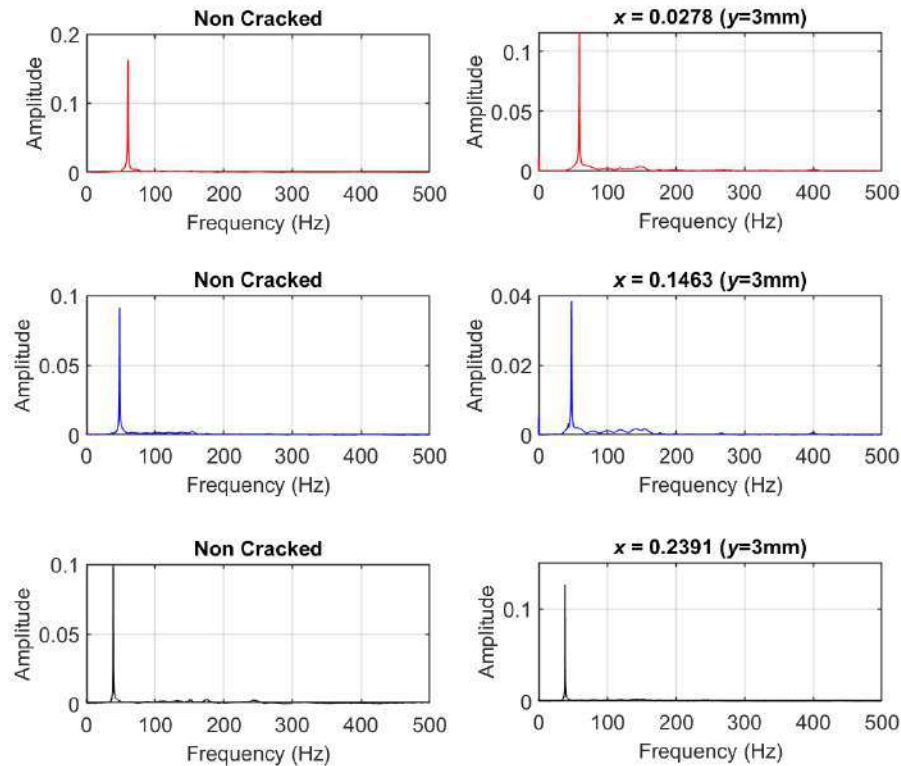 Non Cracked
Amplitude
0.2
0.1
0
0 100 200 300 400 500
Frequency (Hz)
x = 0.0278 (y=3mm)
Amplitude
0.1
0.05
0
0 100 200 300 400 500
Frequency (Hz)
Non Cracked
Amplitude
0.1
0.05
0
0 100 200 300 400 500
Frequency (Hz)
x = 0.1463 (y=3mm)
Amplitude
0.04
0.02
0
0 100 200 300 400 500
Frequency (Hz)
Non Cracked
Amplitude
0.1
0.05
0
0 100 200 300 400 500
Frequency (Hz)
x = 0.2391 (y=3mm)
Amplitude
0.1
0
0 100 200 300 400 500
Frequency (Hz)